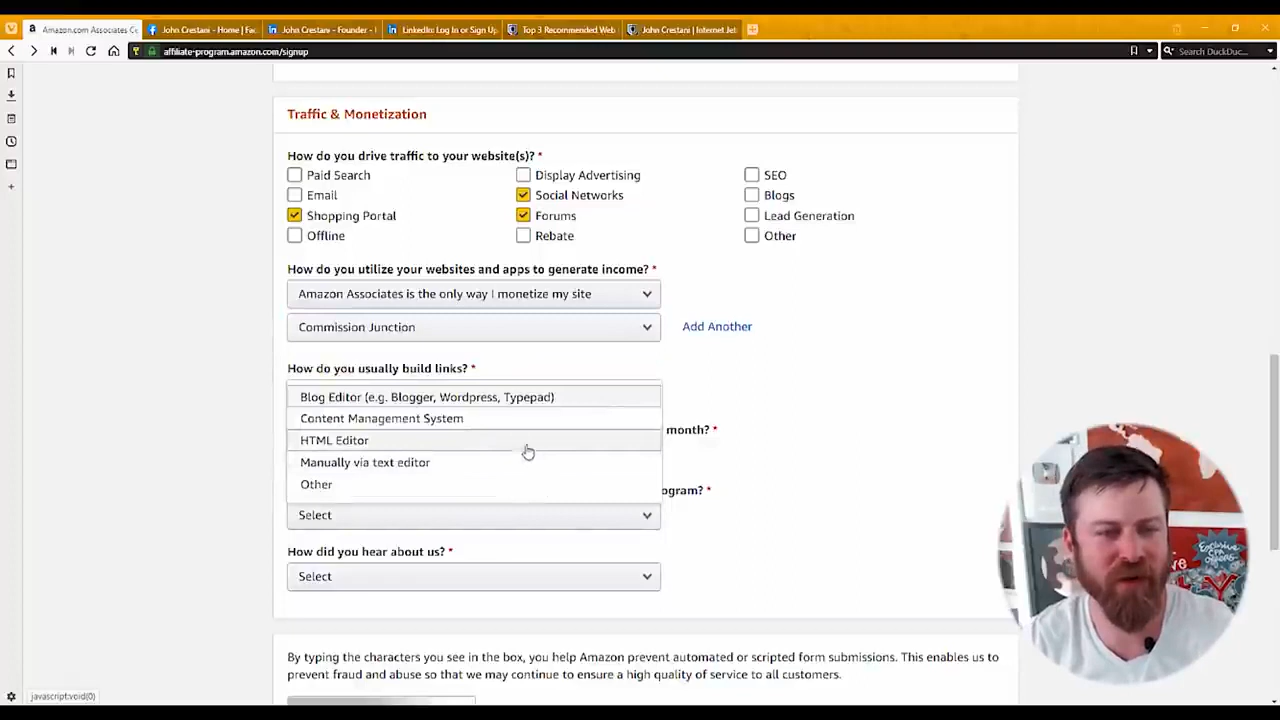 Amazon.com Associates Ce
John Crestani - Home | Fac
John Crestani - Founder - I
LinkedIn: Log In or Sign Up
Top 3 Recommended Web
John Crestani | Internet Jet
affiliate-program.amazon.com/signup
Search DuckDuc...
Traffic & Monetization
How do you drive traffic to your website(s)? *
Paid Search
Display Advertising
SEO
Email
Social Networks
Blogs
Shopping Portal
Forums
Lead Generation
Offline
Rebate
Other
How do you utilize your websites and apps to generate income? *
Amazon Associates is the only way I monetize my site
Commission Junction
Add Another
How do you usually build links? *
Blog Editor (e.g. Blogger, Wordpress, Typepad)
Content Management System
month? *
HTML Editor
Manually via text editor
Other
ogram? *
Select
How did you hear about us? *
Select
Exclusive
CPA
Offers
By typing the characters you see in the box, you help Amazon prevent automated or scripted form submissions. This enables us to
prevent fraud and abuse so that we may continue to ensure a high quality of service to all customers.
javascript:void(0)